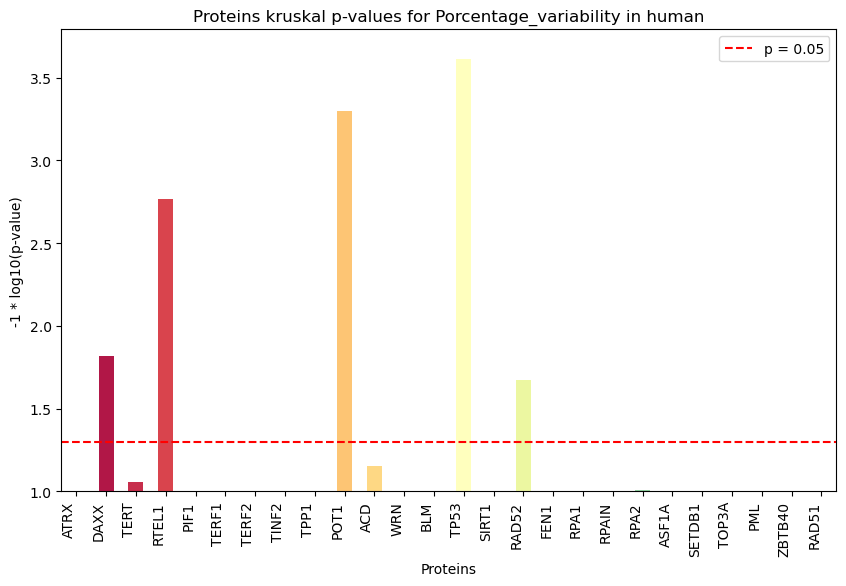 Proteins kruskal p-values for Porcentage_variability in human
p = 0.05
3.5
3.0
2.5
2.0
1.5
1.0
-1 * log10(p-value)
ATRX
DAXX
TERT
RTEL1
PIF1
TERF1
TERF2
TINF2
TPP1
POT1
ACD
WRN
BLM
TP53
SIRT1
RAD52
FEN1
RPA1
RPAIN
RPA2
ASF1A
SETDB1
TOP3A
PML
ZBTB40
RAD51
Proteins